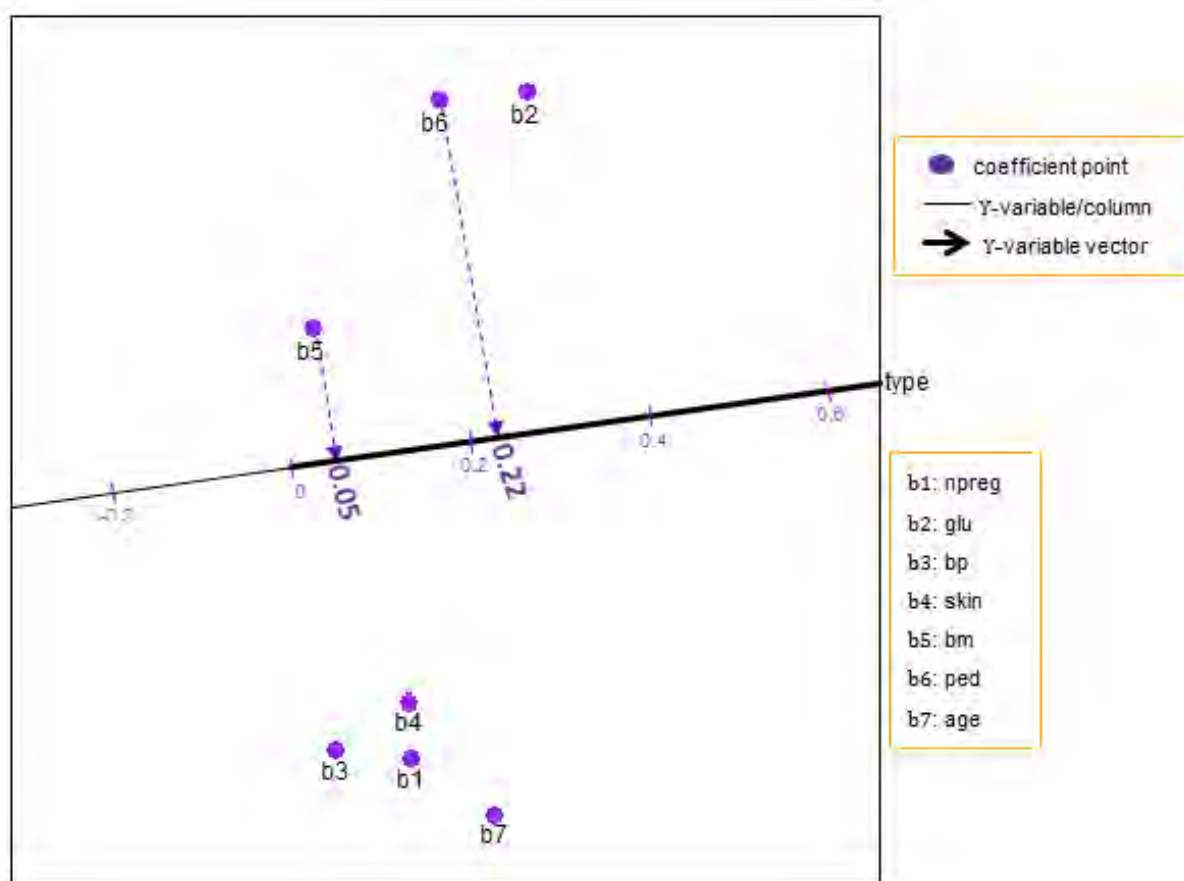 b6
b2
coefficient point
Y-variable/column
Y-variable vector
b5
type
0.6
0.4
0.2
0
0.05
0.22
b1: npreg
b2: glu
b3: bp
b4: skin
b5: bm
b6: ped
b7: age
b4
b3
b1
b7